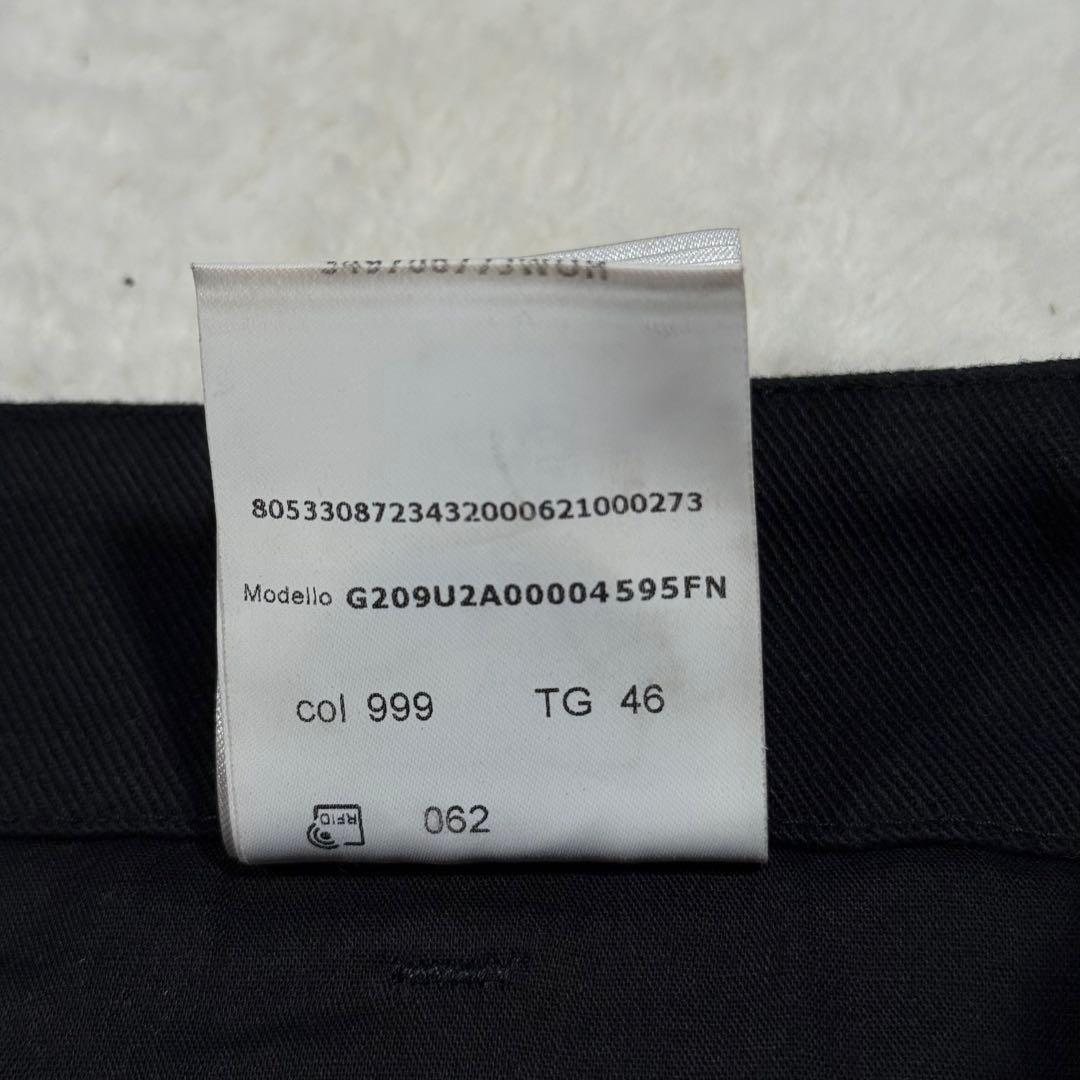 8053308723432000621000273
Modello G209U2A00004595FN
col 999 TG 46
RFID 062